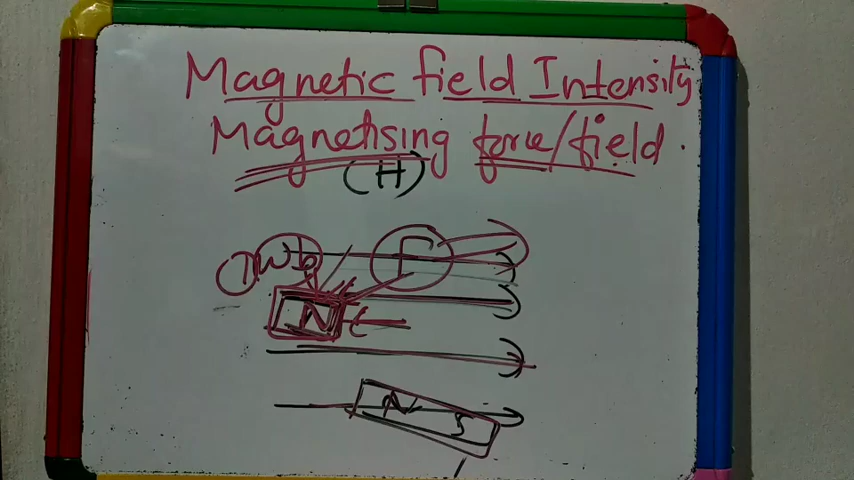 Magnetic field Intensity
Magnetising force/field.
(H)
1wb F
N
N S